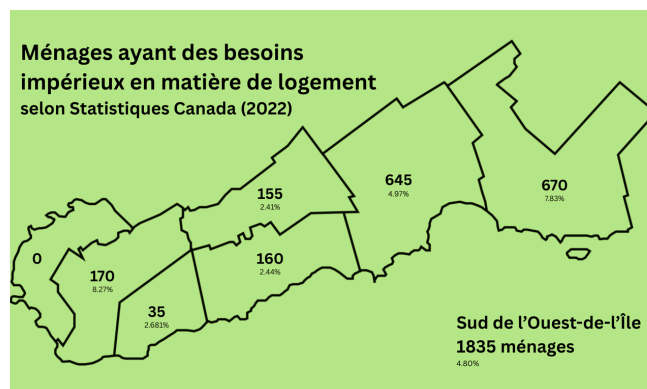 Ménages ayant des besoins
impérieux en matière de logement
selon Statistiques Canada (2022)
670
7.83%
645
4.97%
155
2.41%
160
2.44%
0
170
8.27%
35
2.681%
Sud de l'Ouest-de-l'Île
1835 ménages
4.80%